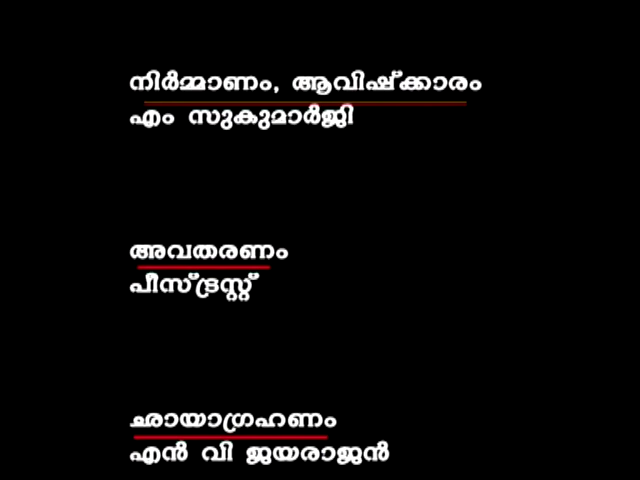 നിർമ്മാണം, ആവിഷ്ക്കാരം
എം സുകുമാർജി
അവതരണം
പീസ്ട്രസ്റ്റ്
ഛായാഗ്രഹണം
എൻ വി ജയരാജൻ